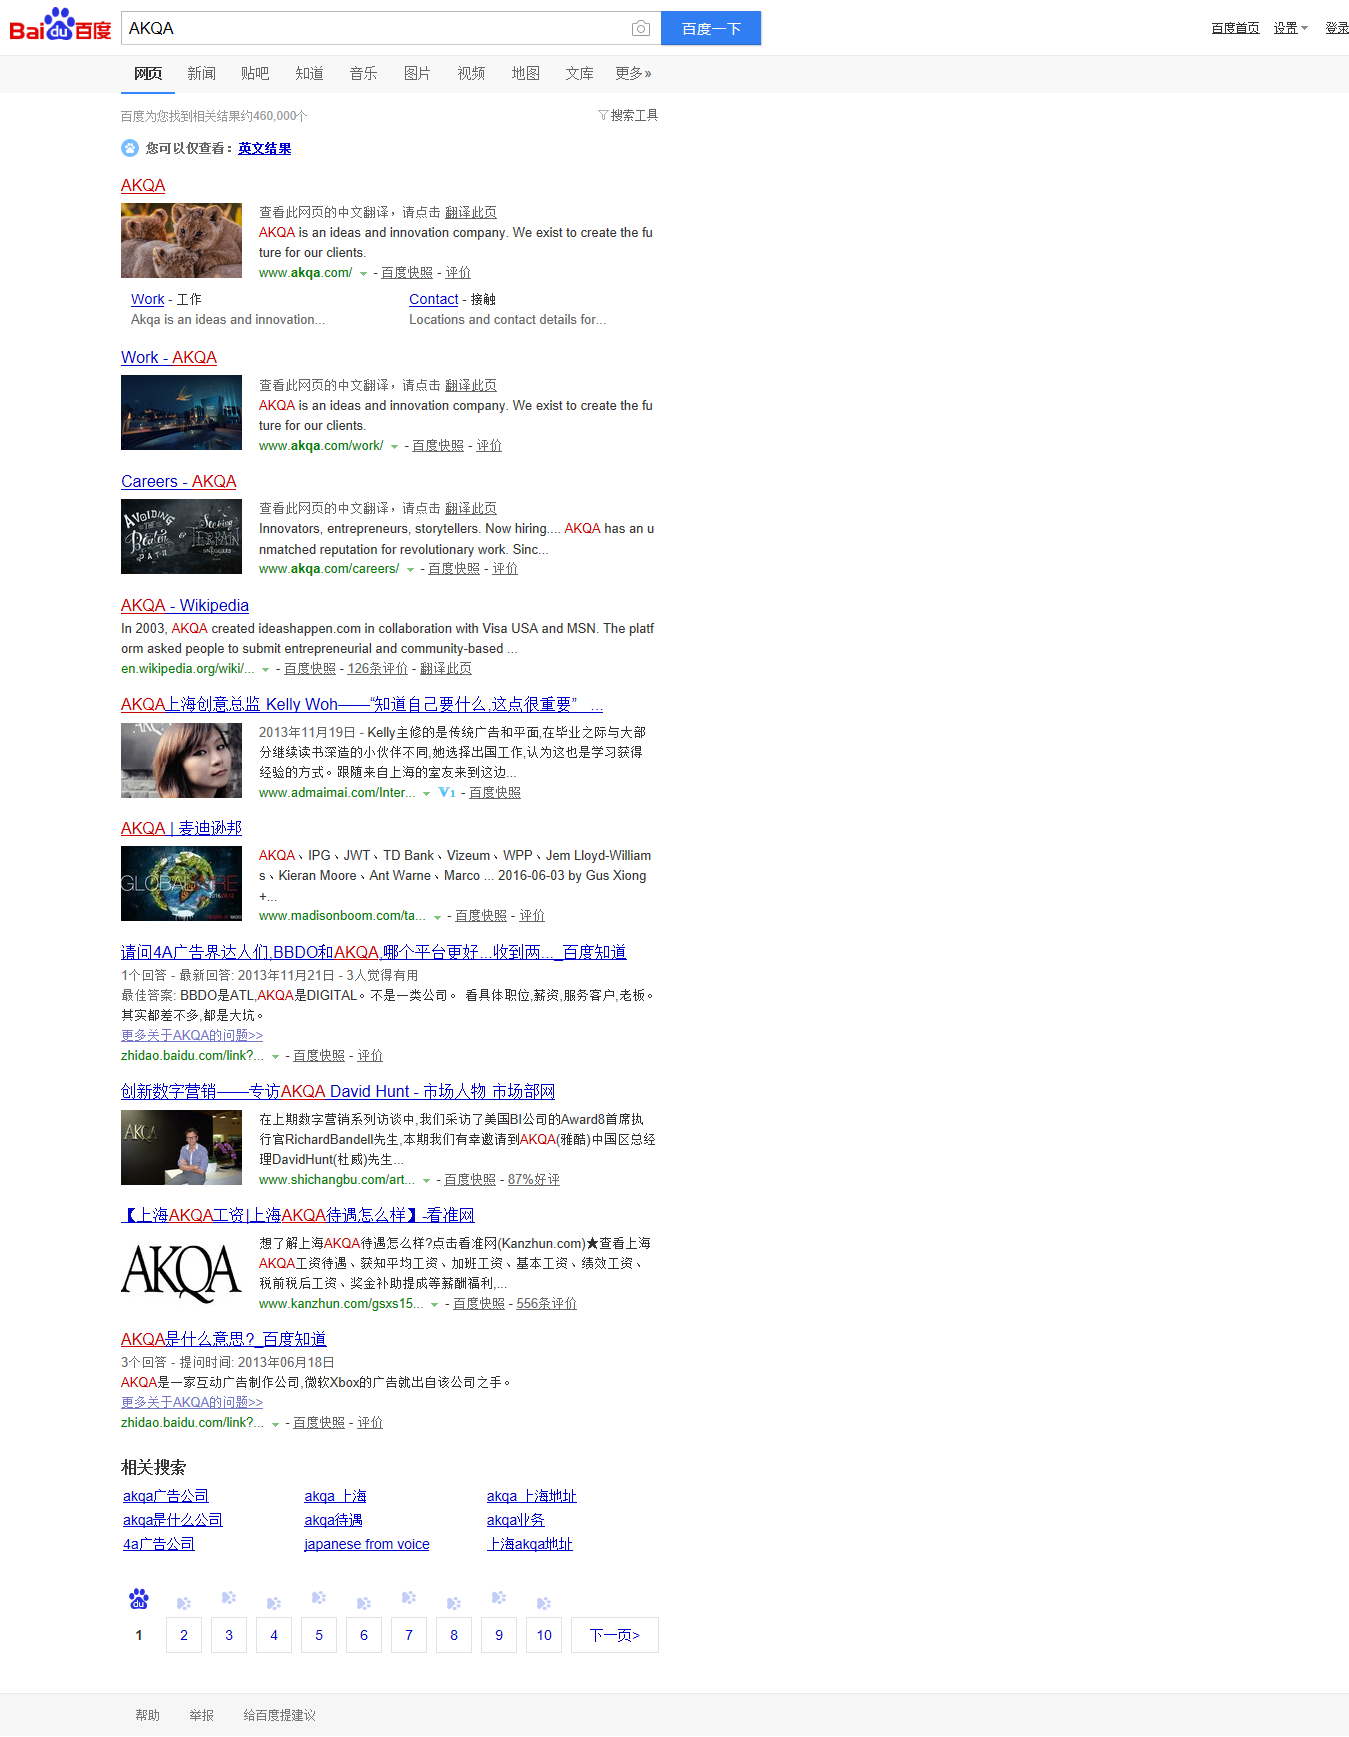 Bai du 百度
AKQA
百度一下
百度首页 设置 登录
网页 新闻 贴吧 知道 音乐 图片 视频 地图 文库 更多»
百度为您找到相关结果约460,000个
搜索工具
您可以仅查看：英文结果
AKQA
查看此网页的中文翻译，请点击 翻译此页
AKQA is an ideas and innovation company. We exist to create the fu
ture for our clients.
www.akqa.com/ - 百度快照 - 评价
Work - 工作
Contact - 接触
Akqa is an ideas and innovation...
Locations and contact details for...
Work - AKQA
查看此网页的中文翻译，请点击 翻译此页
AKQA is an ideas and innovation company. We exist to create the fu
ture for our clients.
www.akqa.com/work/ - 百度快照 - 评价
Careers - AKQA
AVOIDING THE Beaten PATH & Seeking TERRAIN
查看此网页的中文翻译，请点击 翻译此页
Innovators, entrepreneurs, storytellers. Now hiring.... AKQA has an u
nmatched reputation for revolutionary work. Sinc...
www.akqa.com/careers/ - 百度快照 - 评价
AKQA - Wikipedia
In 2003, AKQA created ideashappen.com in collaboration with Visa USA and MSN. The platf
orm asked people to submit entrepreneurial and community-based ...
en.wikipedia.org/wiki/... - 百度快照 - 126条评价 - 翻译此页
AKQA上海创意总监 Kelly Woh——“知道自己要什么,这点很重要” ...
2013年11月19日 - Kelly主修的是传统广告和平面,在毕业之际与大部
分继续读书深造的小伙伴不同,她选择出国工作,认为这也是学习获得
经验的方式。跟随来自上海的室友来到这边...
www.admaimai.com/Inter... V1 - 百度快照
AKQA | 麦迪逊邦
AKQA、IPG、JWT、TD Bank、Vizeum、WPP、Jem Lloyd-William
s、Kieran Moore、Ant Warne、Marco ... 2016-06-03 by Gus Xiong
+...
www.madisonboom.com/ta... - 百度快照 - 评价
请问4A广告界达人们,BBDO和AKQA,哪个平台更好...收到两..._百度知道
1个回答 - 最新回答: 2013年11月21日 - 3人觉得有用
最佳答案: BBDO是ATL,AKQA是DIGITAL。不是一类公司。 看具体职位,薪资,服务客户,老板。
其实都差不多,都是大坑。
更多关于AKQA的问题>>
zhidao.baidu.com/link?... - 百度快照 - 评价
创新数字营销——专访AKQA David Hunt - 市场人物 市场部网
AKQA
在上期数字营销系列访谈中,我们采访了美国BI公司的Award8首席执
行官RichardBandell先生,本期我们有幸邀请到AKQA(雅酷)中国区总经
理DavidHunt(杜威)先生...
www.shichangbu.com/art... - 百度快照 - 87%好评
【上海AKQA工资|上海AKQA待遇怎么样】-看准网
AKQA
想了解上海AKQA待遇怎么样?点击看准网(Kanzhun.com)★查看上海
AKQA工资待遇、获知平均工资、加班工资、基本工资、绩效工资、
税前税后工资、奖金补助提成等薪酬福利,...
www.kanzhun.com/gsxs15... - 百度快照 - 556条评价
AKQA是什么意思?_百度知道
3个回答 - 提问时间: 2013年06月18日
AKQA是一家互动广告制作公司,微软Xbox的广告就出自该公司之手。
更多关于AKQA的问题>>
zhidao.baidu.com/link?... - 百度快照 - 评价
相关搜索
akqa广告公司 akqa 上海 akqa 上海地址
akqa是什么公司 akqa待遇 akqa业务
4a广告公司 japanese from voice 上海akqa地址
du
1 2 3 4 5 6 7 8 9 10 下一页>
帮助 举报 给百度提建议